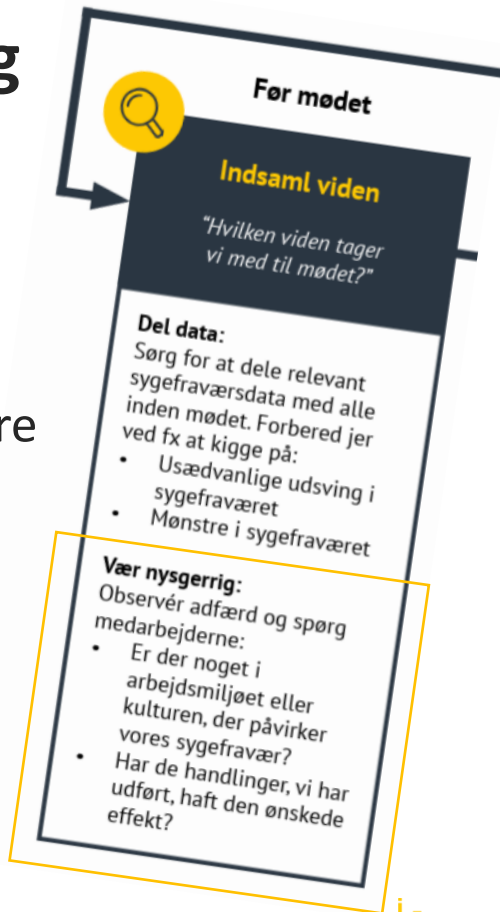 g
Før mødet
Indsaml viden
"Hvilken viden tager
vi med til mødet?"
re
Del data:
Sørg for at dele relevant
sygefraværsdata med alle
inden mødet. Forbered jer
ved fx at kigge på:
• Usædvanlige udsving i
sygefraværet
• Mønstre i sygefraværet
Vær nysgerrig:
Observér adfærd og spørg
medarbejderne:
• Er der noget i
arbejdsmiljøet eller
kulturen, der påvirker
vores sygefravær?
• Har de handlinger, vi har
udført, haft den ønskede
effekt?